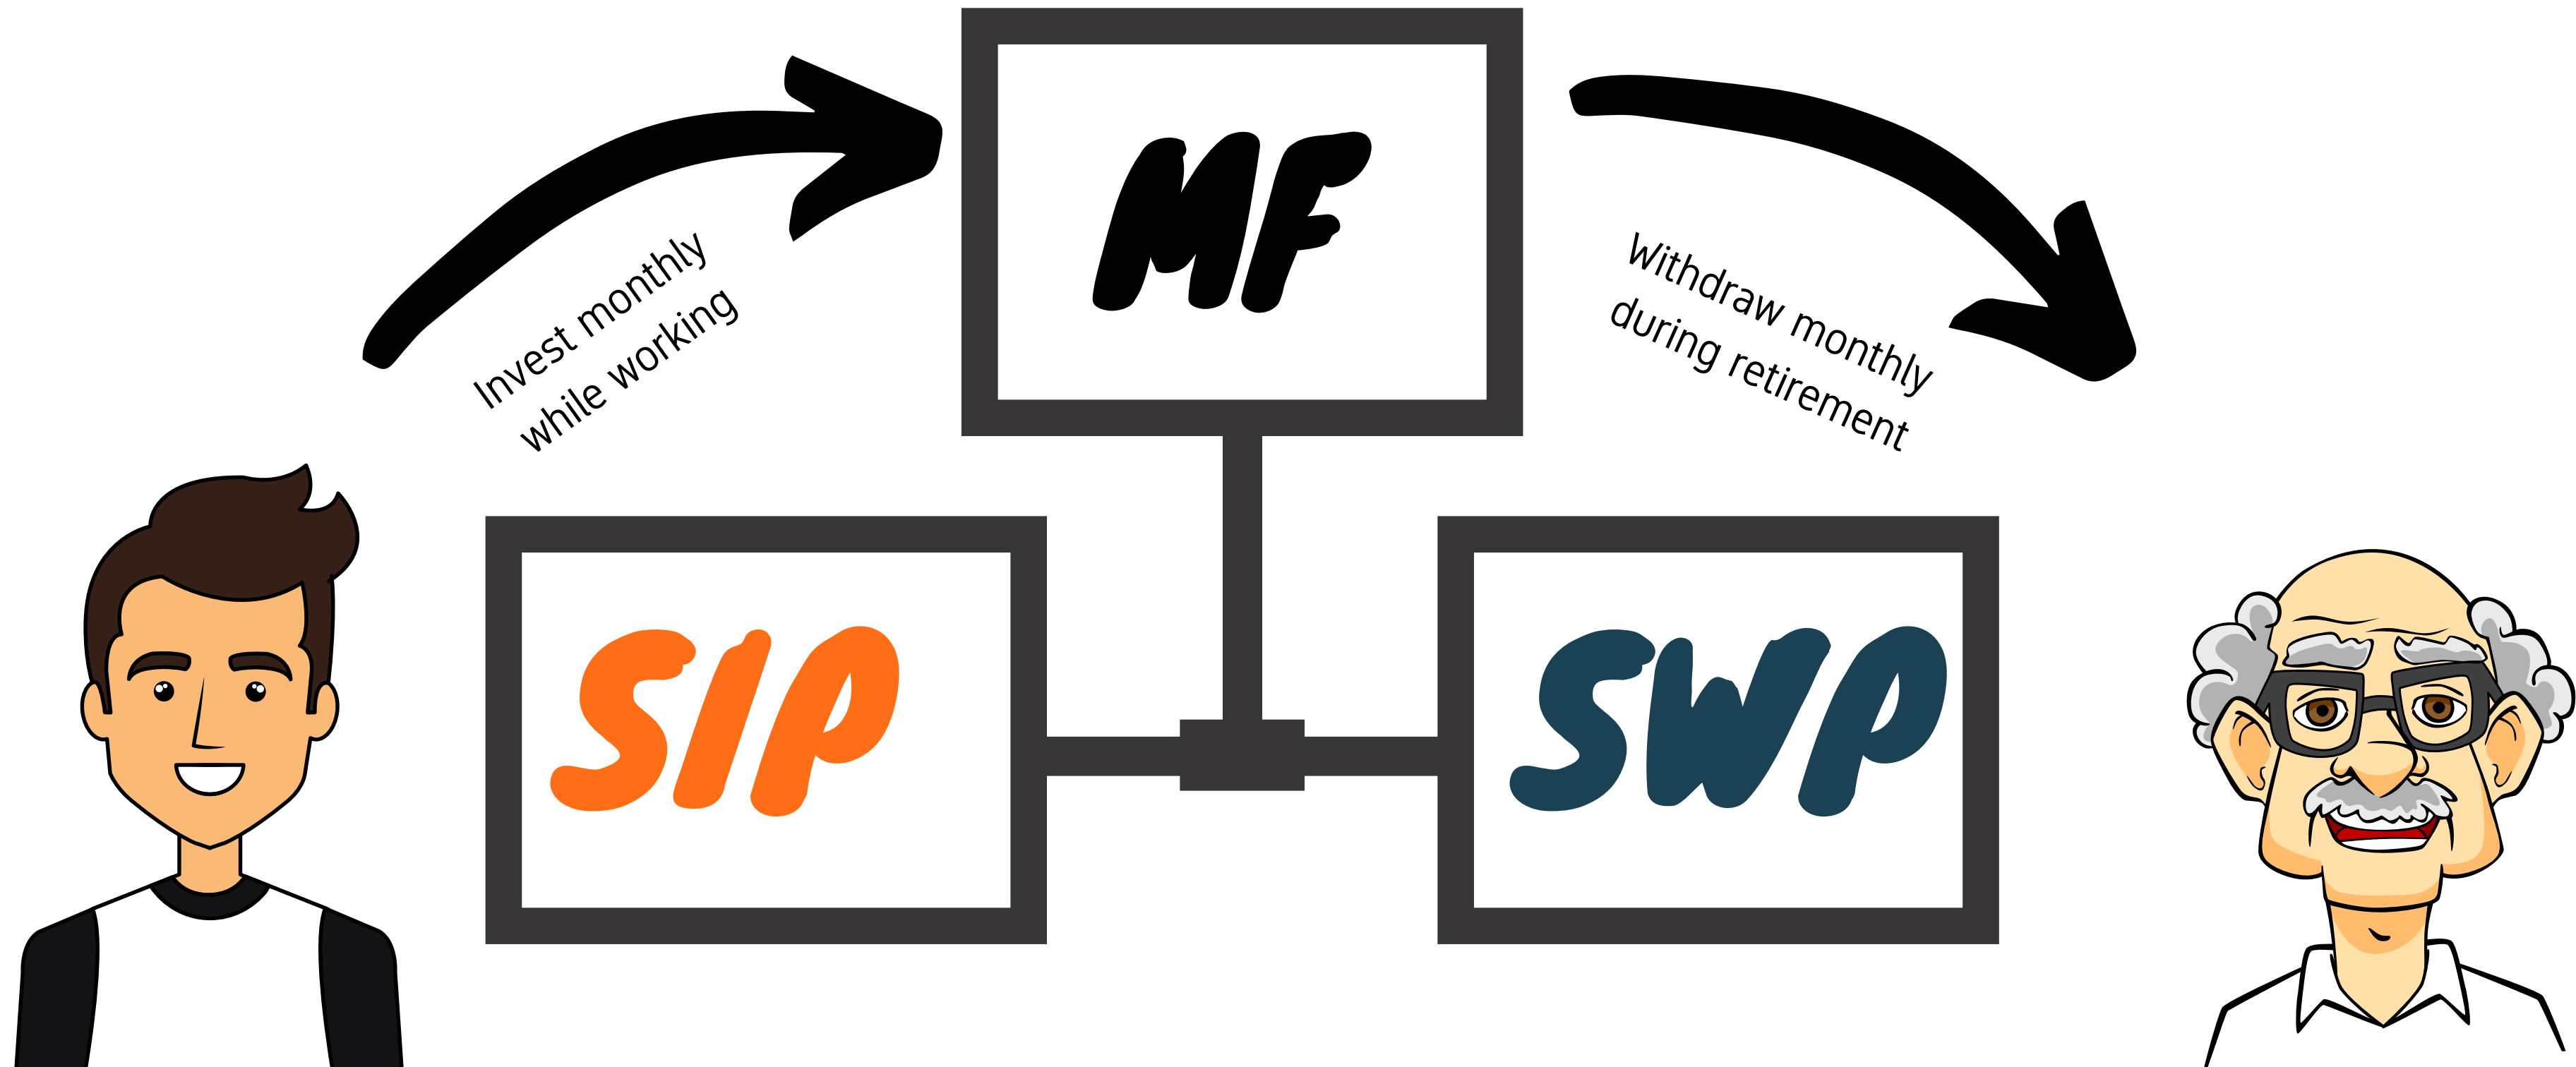 MF
Invest monthly
while working
Withdraw monthly
during retirement
SIP
SWP